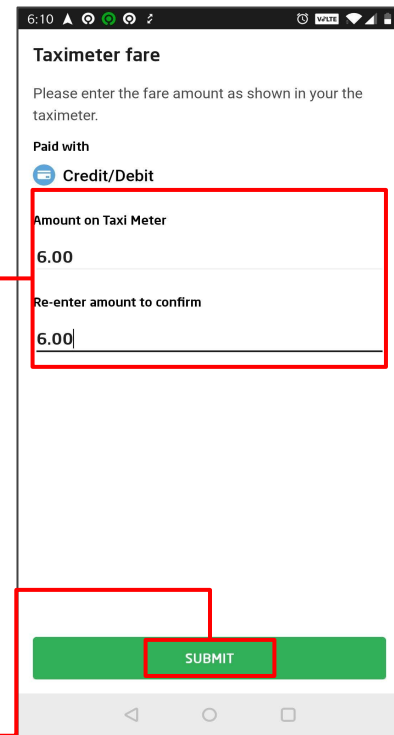 6:10
VoLTE
Taximeter fare
Please enter the fare amount as shown in your the
taximeter.
Paid with
Credit/Debit
Amount on Taxi Meter
6.00
Re-enter amount to confirm
6.00
SUBMIT